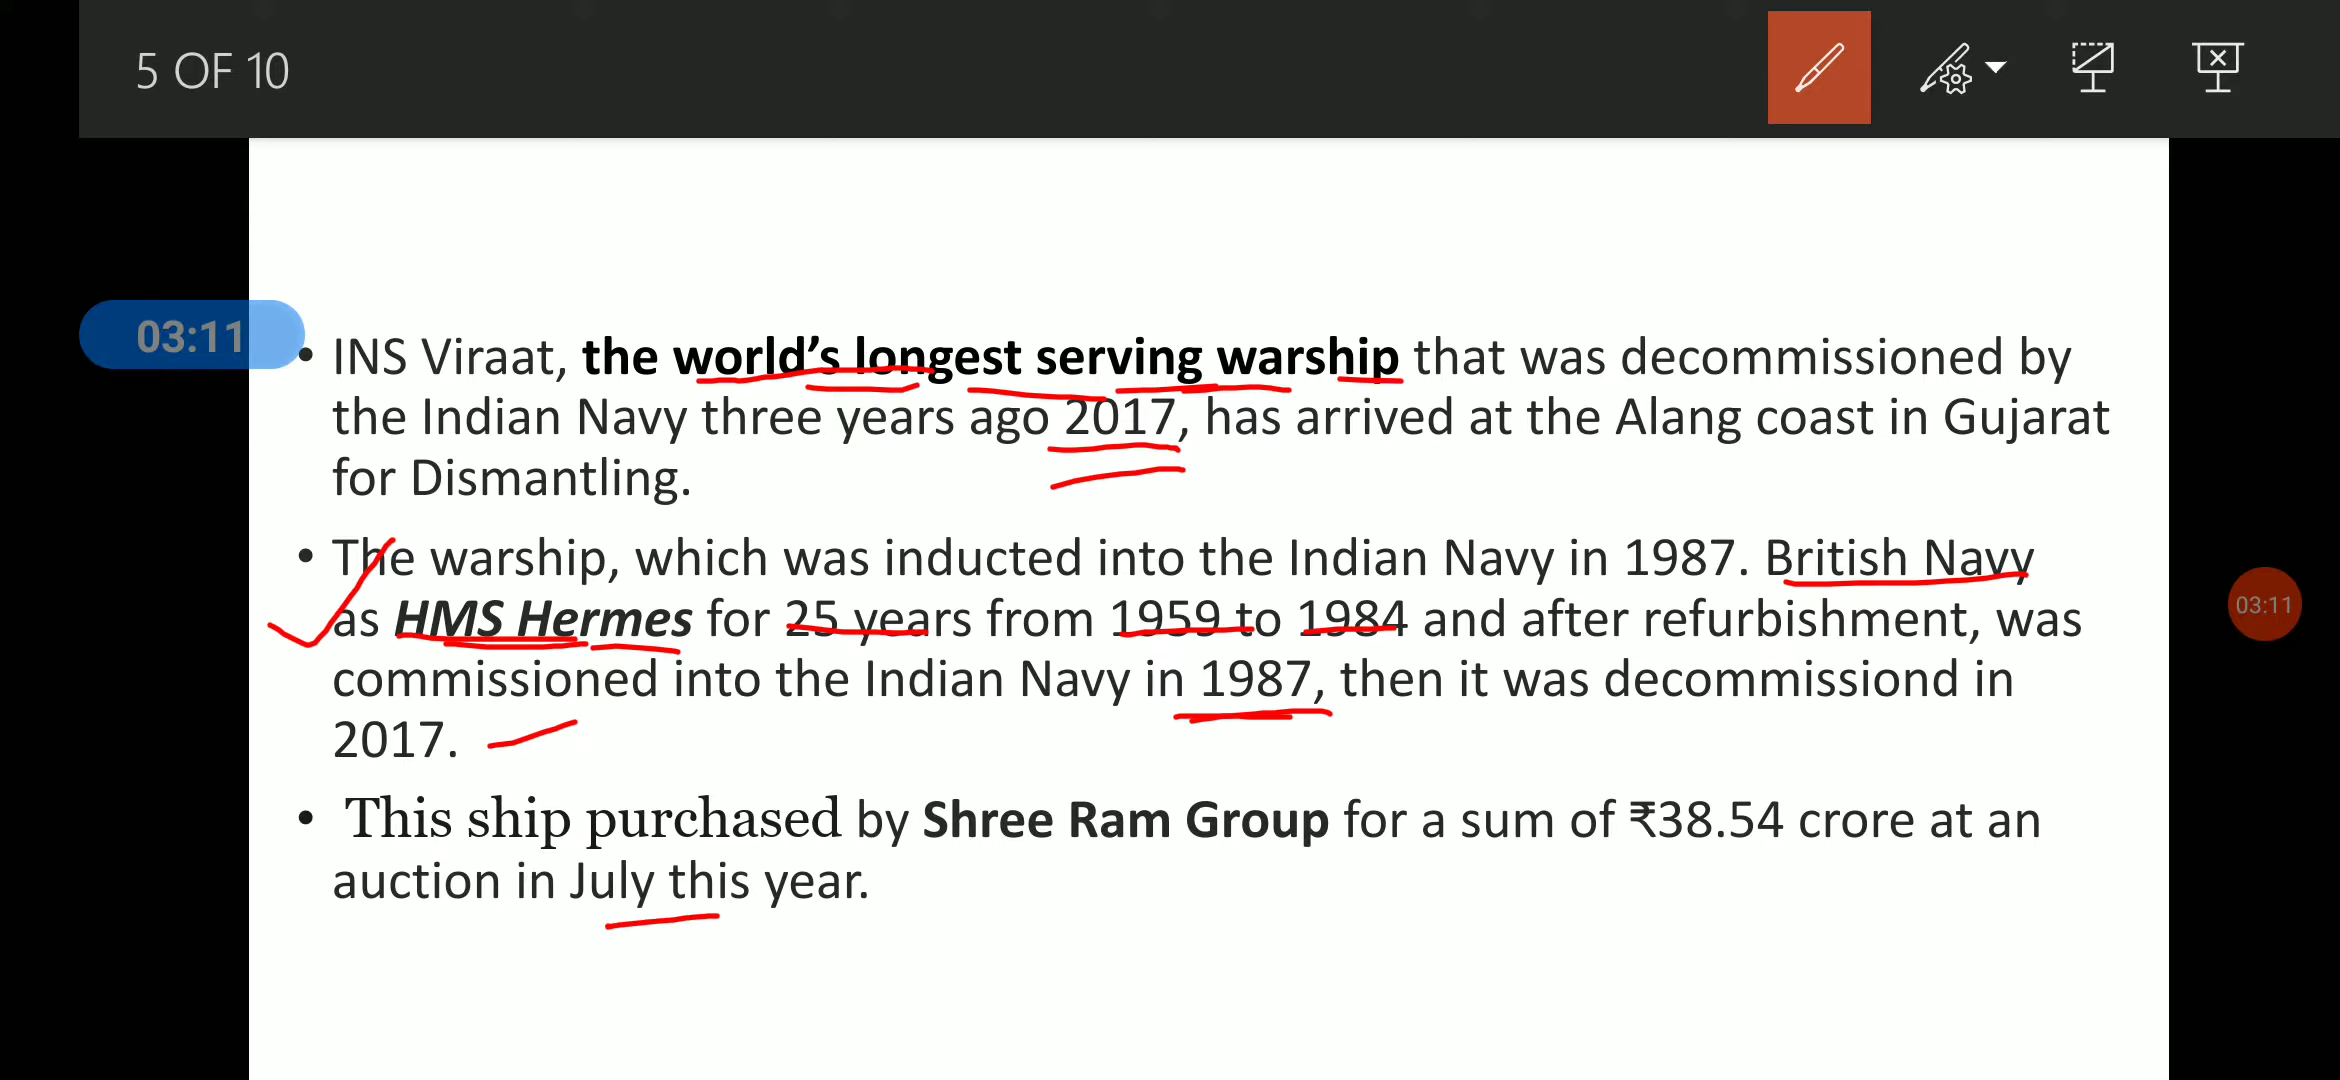 5 OF 10
03:11
• INS Viraat, the world's longest serving warship that was decommissioned by
the Indian Navy three years ago 2017, has arrived at the Alang coast in Gujarat
for Dismantling.
• The warship, which was inducted into the Indian Navy in 1987. British Navy
as HMS Hermes for 25 years from 1959 to 1984 and after refurbishment, was
03:11
commissioned into the Indian Navy in 1987, then it was decommissiond in
2017.
• This ship purchased by Shree Ram Group for a sum of ₹38.54 crore at an
auction in July this year.